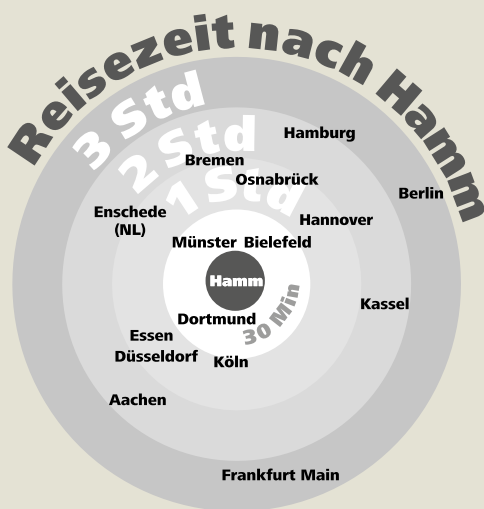 Reisezeit nach Hamm
3 Std
2 Std
1 Std
Hamburg
Bremen
Osnabrück
Berlin
Enschede
(NL)
Hannover
Münster
Bielefeld
Hamm
30 Min
Kassel
Dortmund
Essen
Düsseldorf
Köln
Aachen
Frankfurt Main